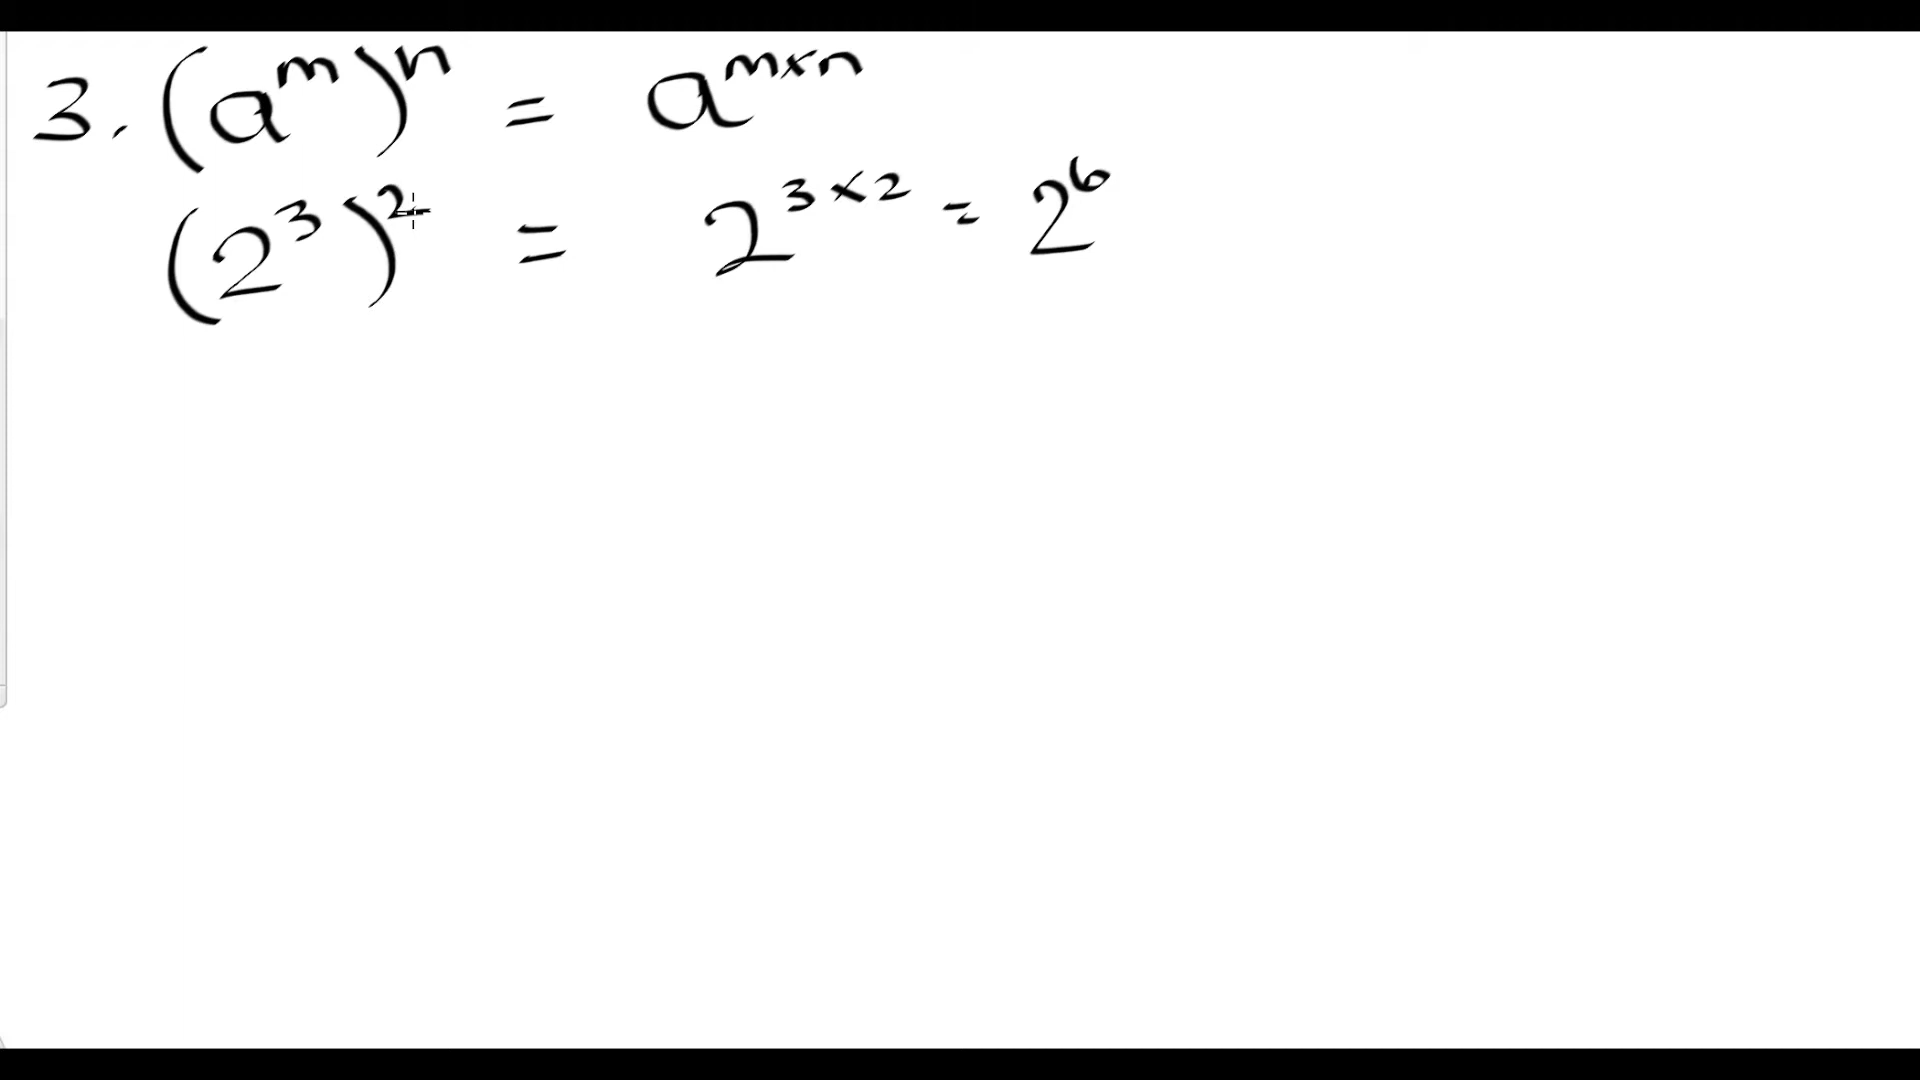 3. (a^m)^n = a^{m×n}
(2^3)^2 = 2^{3×2} = 2^6